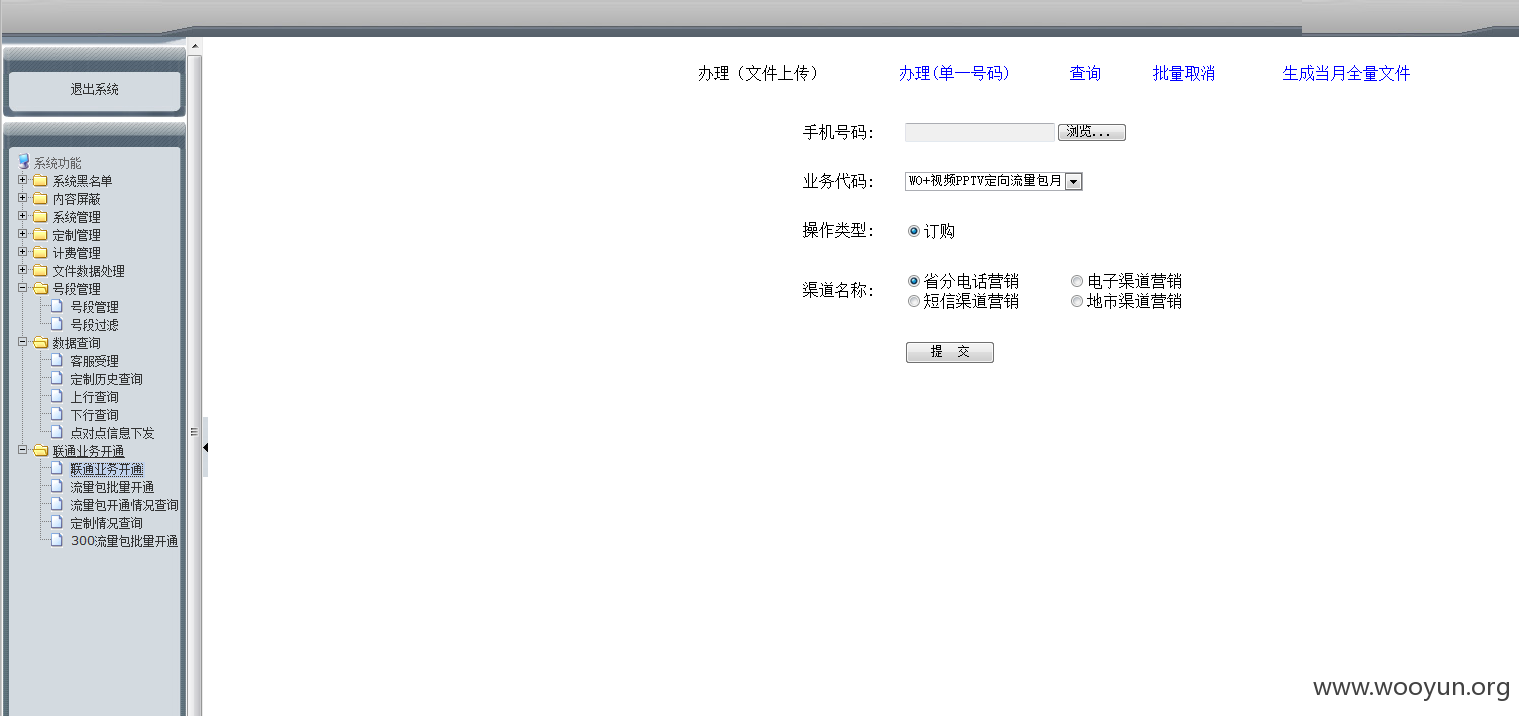 退出系统
系统功能
系统黑名单
内容屏蔽
系统管理
定制管理
计费管理
文件数据处理
号段管理
号段管理
号段过滤
数据查询
客服受理
定制历史查询
上行查询
下行查询
点对点信息下发
联通业务开通
联通业务开通
流量包批量开通
流量包开通情况查询
定制情况查询
300流量包批量开通
办理（文件上传） 办理(单一号码) 查询 批量取消 生成当月全量文件
手机号码： 浏览...
业务代码： WO+视频PPTV定向流量包月
操作类型： 订购
渠道名称： 省分电话营销 电子渠道营销
短信渠道营销 地市渠道营销
提 交
www.wooyun.org